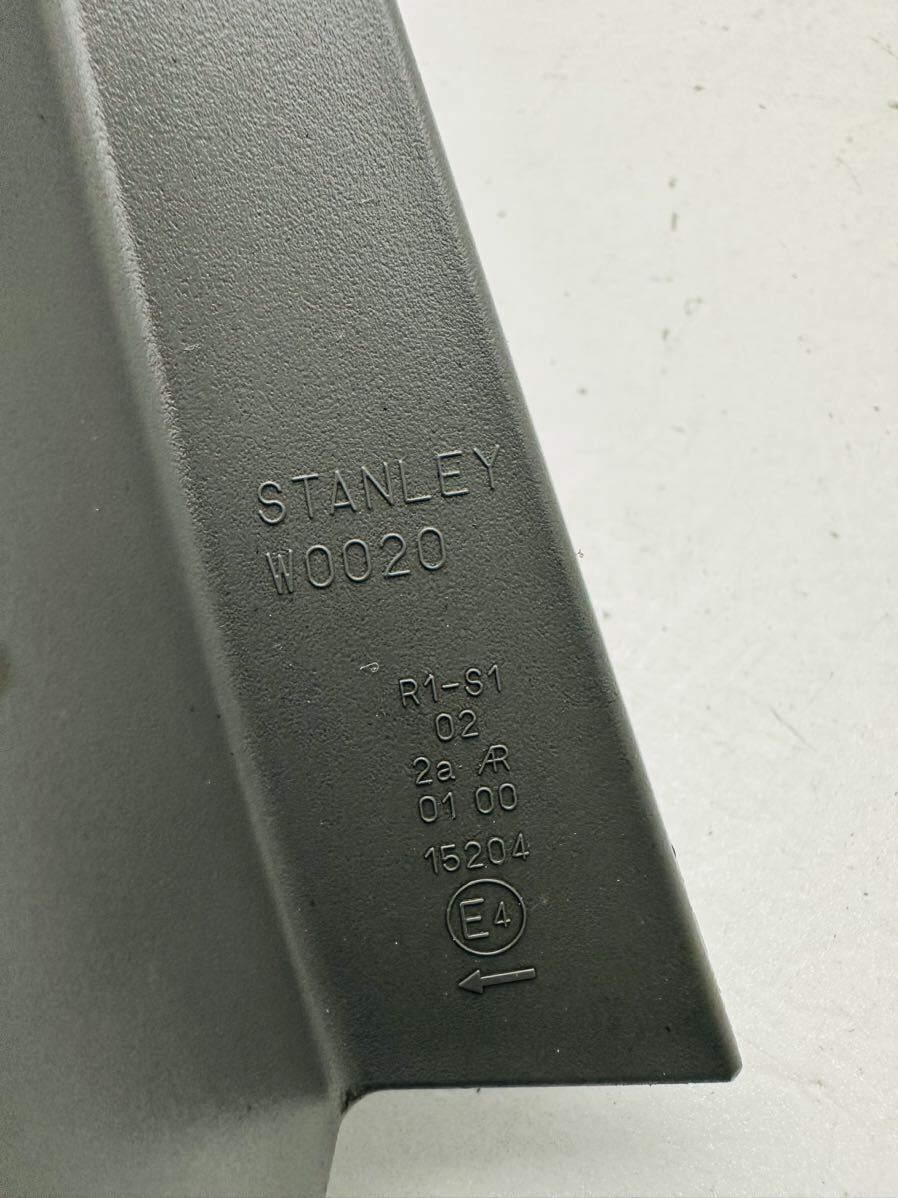 STANLEY
W0020
R1-S1
02
2a AR
01 00
15204
E4
←